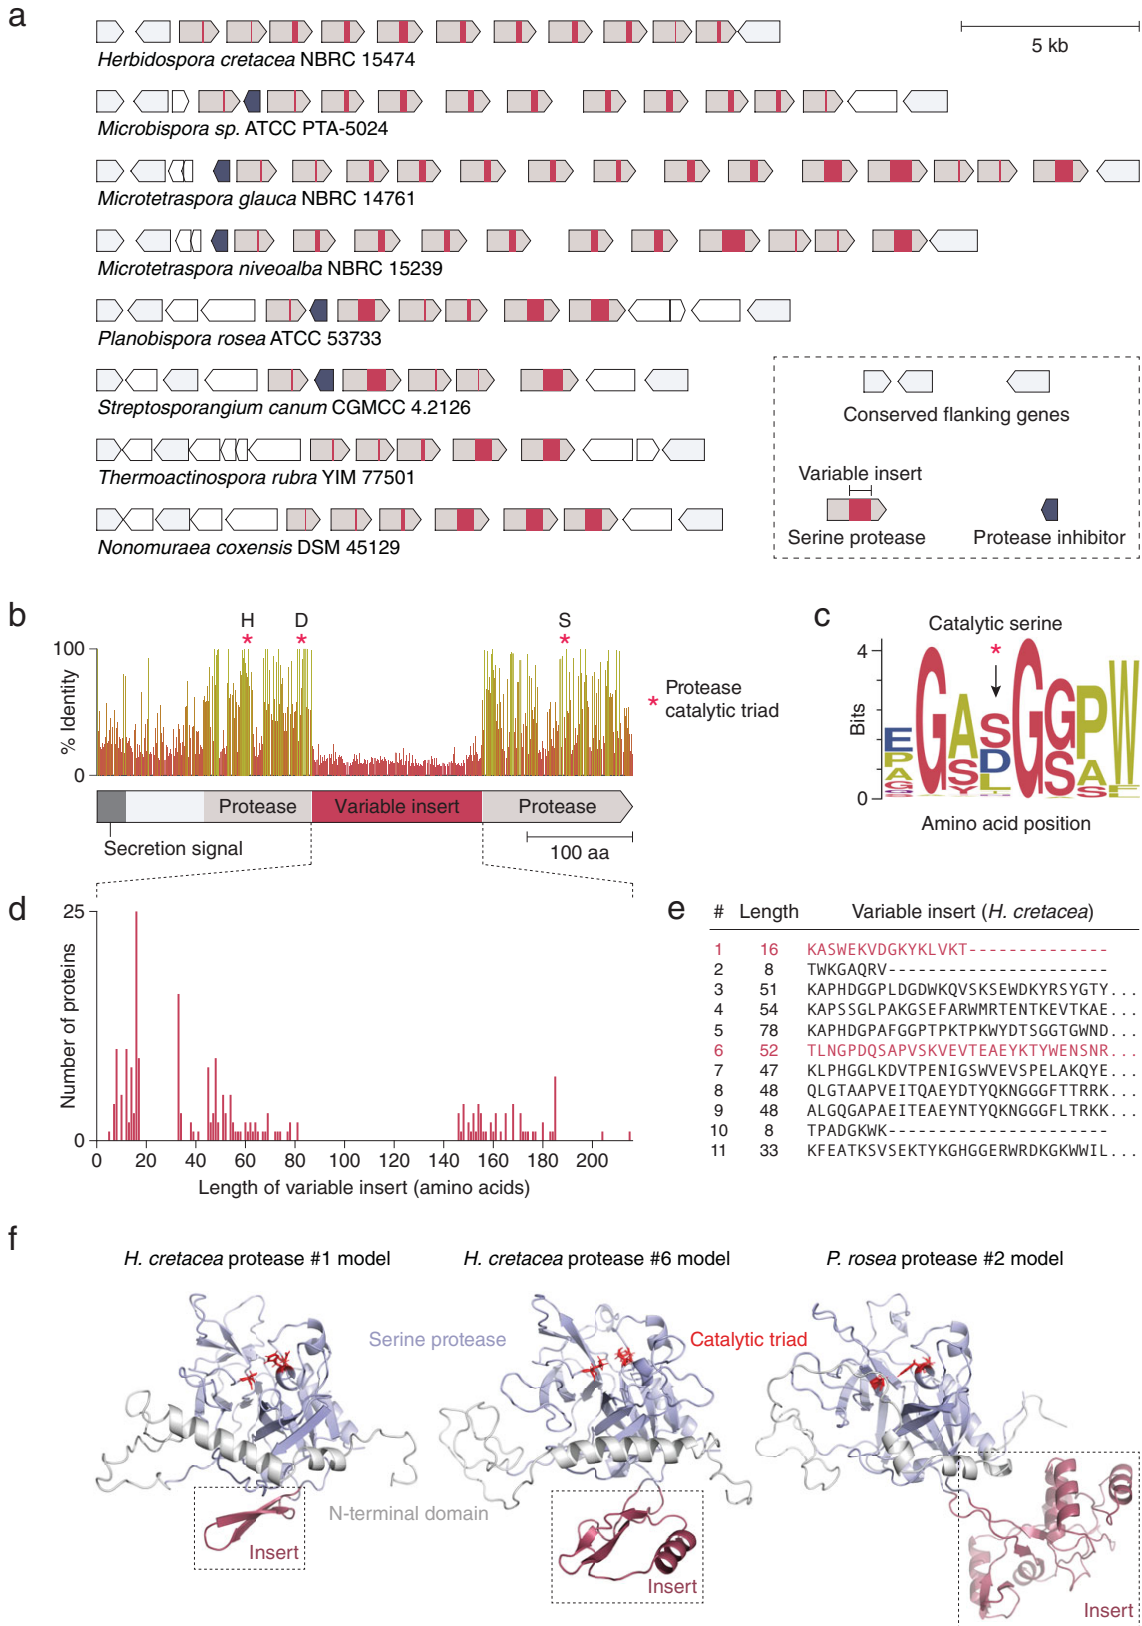 a
5 kb
Herbidospora cretacea NBRC 15474
Microbispora sp. ATCC PTA-5024
Microtetraspora glauca NBRC 14761
Microtetraspora niveoalba NBRC 15239
Planobispora rosea ATCC 53733
Streptosporangium canum CGMCC 4.2126
Thermoactinospora rubra YIM 77501
Nonomuraea coxensis DSM 45129
Conserved flanking genes
Variable insert
Serine protease
Protease inhibitor
b
H
D
S
100
% Identity
0
* Protease
catalytic triad
Protease
Variable insert
Protease
Secretion signal
100 aa
c
Catalytic serine
*
4
Bits
0
Amino acid position
d
25
Number of proteins
0
0 20 40 60 80 100 120 140 160 180 200
Length of variable insert (amino acids)
e
# Length Variable insert (H. cretacea)
1 16 KASWEKVDGKYKLVKT--------------
2 8 TWKGAQRV----------------------
3 51 KAPHDGGPLDGDWKQVSKSEWDKYRSYGTY...
4 54 KAPSSGLPAKGSEFARWMRTENTKEVTKAE...
5 78 KAPHDGPAFGGPTPKTPKWYDTSGGTGWND...
6 52 TLNGPDQSAPVSKVEVTEAEYKTYWENSNR...
7 47 KLPHGGLKDVTPENIGSWVEVSPELAKQYE...
8 48 QLGTAAPVEITQAEYDTYQKNGGGFTTRRK...
9 48 ALGQGAPAEITEAEYNTYQKNGGGFLTRKK...
10 8 TPADGKWK----------------------
11 33 KFEATKSVSEKTYKGHGGERWRDKGKWWIL...
f
H. cretacea protease #1 model
H. cretacea protease #6 model
P. rosea protease #2 model
Serine protease
Catalytic triad
N-terminal domain
Insert
Insert
Insert